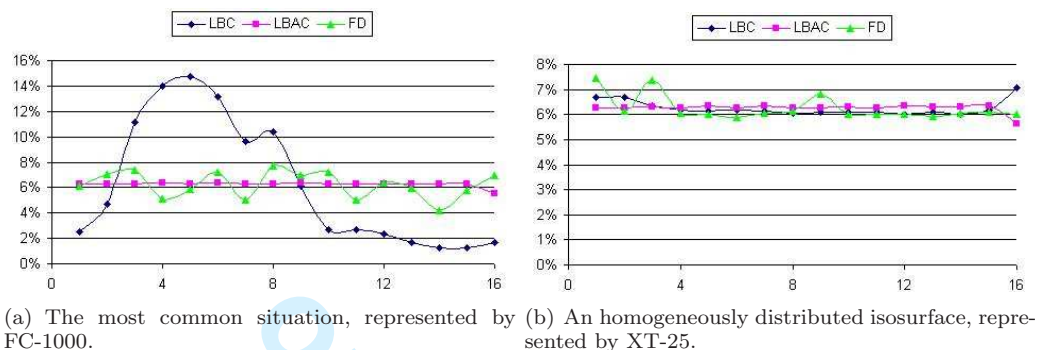 LBC LBAC FD
16%
14%
12%
10%
8%
6%
4%
2%
0%
0 4 8 12 16
(a) The most common situation, represented by
FC-1000.
LBC LBAC FD
8%
7%
6%
5%
4%
3%
2%
1%
0%
0 4 8 12 16
(b) An homogeneously distributed isosurface, repre-
sented by XT-25.